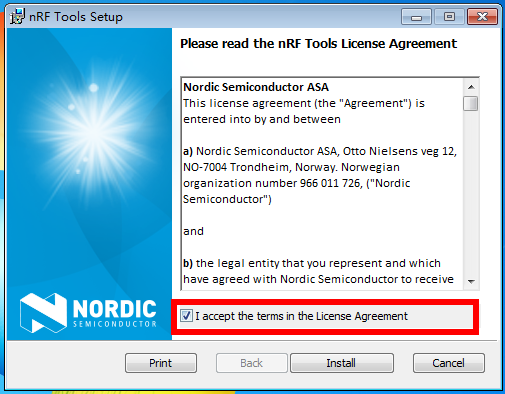 nRF Tools Setup
Please read the nRF Tools License Agreement
Nordic Semiconductor ASA
This license agreement (the "Agreement") is
entered into by and between
a) Nordic Semiconductor ASA, Otto Nielsens veg 12,
NO-7004 Trondheim, Norway. Norwegian
organization number 966 011 726, ("Nordic
Semiconductor")
and
b) the legal entity that you represent and which
have agreed with Nordic Semiconductor to receive
NORDIC
SEMICONDUCTOR
I accept the terms in the License Agreement
Print
Back
Install
Cancel